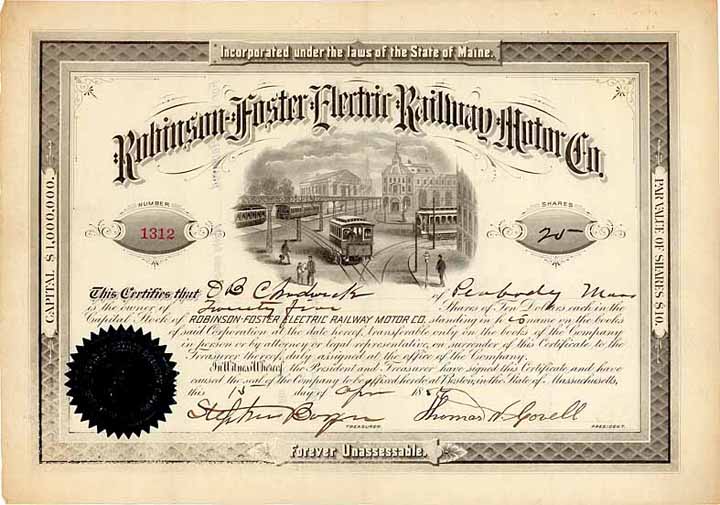 Incorporated under the laws of the State of Maine.
Robinson-Foster Electric Railway Motor Co.
NUMBER
1312
SHARES
25
CAPITAL $1,000,000.
PAR VALUE OF SHARES $10.
This Certifies that D B Chadwick of Peabody Mass
is the owner of Twenty five Shares of Ten Dollars each in the
Capital Stock of ROBINSON-FOSTER ELECTRIC RAILWAY MOTOR CO. standing in his name on the books
of said Corporation at the date hereof, transferable only on the books of the Company
in person or by attorney or legal representative, on surrender of this Certificate to the
Treasurer thereof, duly assigned at the office of the Company.
In Witness Whereof the President and Treasurer have signed this Certificate and have
caused the seal of the Company to be affixed hereto at Boston, in the State of Massachusetts,
this 15 day of Apr 188
Stephen Thomas
TREASURER.
PRESIDENT.
Forever Unassessable.